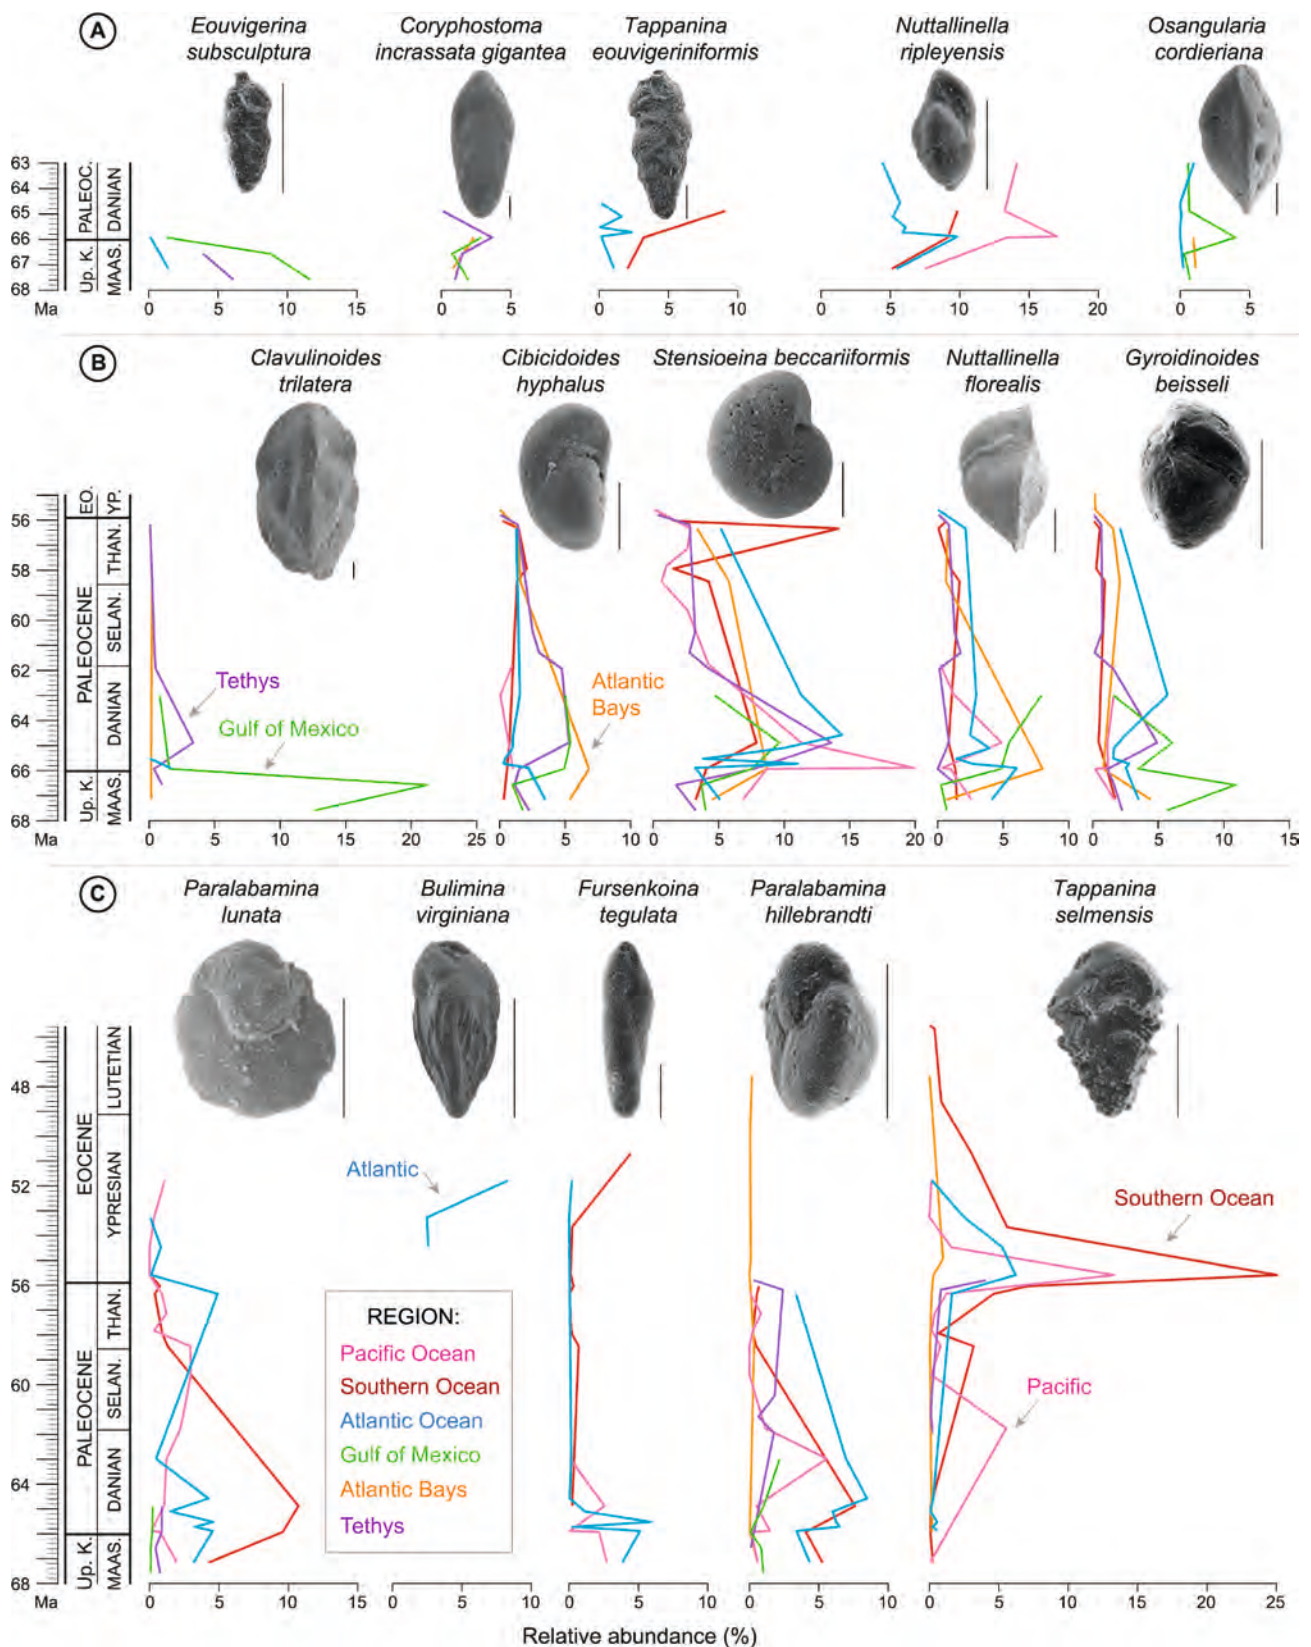 A
Eouvigerina
subsculptura
Coryphostoma
incrassata gigantea
Tappanina
eouvigeriniformis
Nuttallinella
ripleyensis
Osangularia
cordieriana
63
64
65
66
67
68
Ma
Up. K.
PALEOC.
MAAS.
DANIAN
0 5 10 15
0 5
0 5 10
0 5 10 15 20
0 5
B
Clavulinoides
trilatera
Cibicidoides
hyphalus
Stensioeina beccariiformis
Nuttallinella
florealis
Gyroidinoides
beisseli
56
58
60
62
64
66
68
Ma
Up. K.
PALEOCENE
EO.
MAAS.
DANIAN
SELAN.
THAN.
YP.
Tethys
Gulf of Mexico
Atlantic
Bays
0 5 10 15 20 25
0 5 10
0 5 10 15 20
0 5 10
0 5 10 15
C
Paralabamina
lunata
Bulimina
virginiana
Fursenkoina
tegulata
Paralabamina
hillebrandti
Tappanina
selmensis
48
52
56
60
64
68
Ma
Up. K.
PALEOCENE
EOCENE
MAAS.
DANIAN
SELAN.
THAN.
YPRESIAN
LUTETIAN
Atlantic
Southern Ocean
Pacific
REGION:
Pacific Ocean
Southern Ocean
Atlantic Ocean
Gulf of Mexico
Atlantic Bays
Tethys
0 5 10 15
0 5 10
0 5 10
0 5 10
0 5 10 15 20 25
Relative abundance (%)